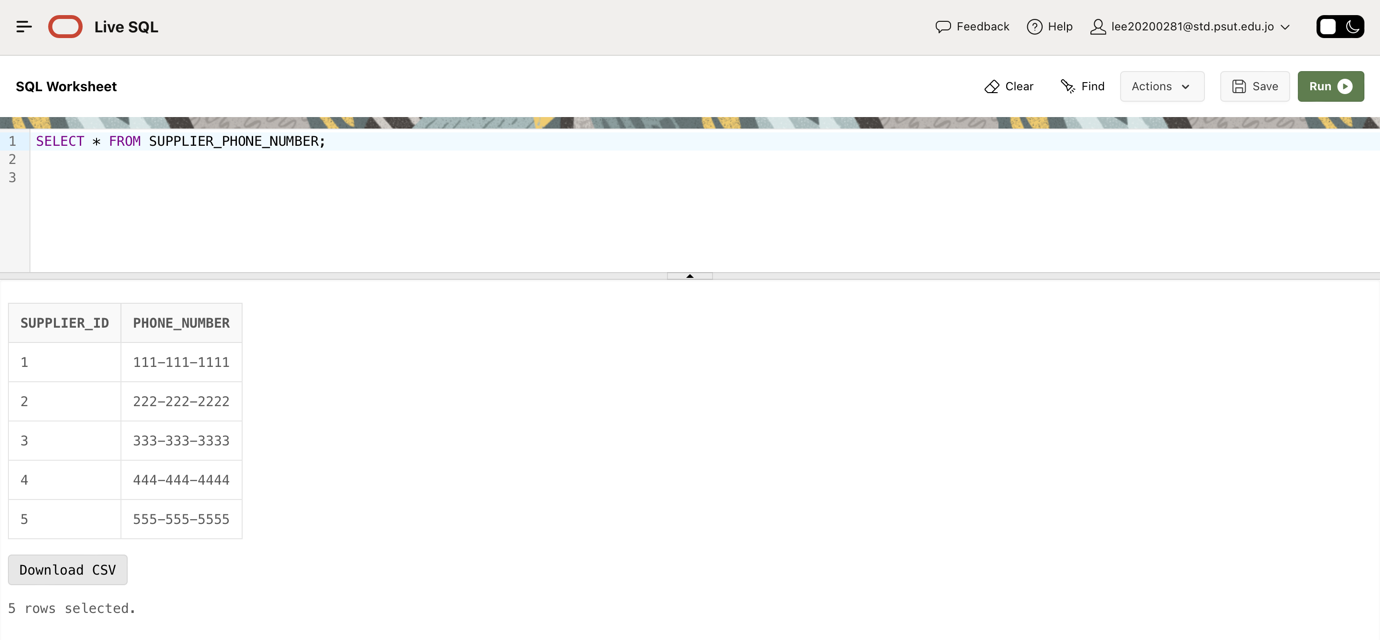 Live SQL Feedback Help lee20200281@std.psut.edu.jo
SQL Worksheet Clear Find Actions Save Run
1 SELECT * FROM SUPPLIER_PHONE_NUMBER;
2
3
SUPPLIER_ID PHONE_NUMBER
1 111-111-1111
2 222-222-2222
3 333-333-3333
4 444-444-4444
5 555-555-5555
Download CSV
5 rows selected.